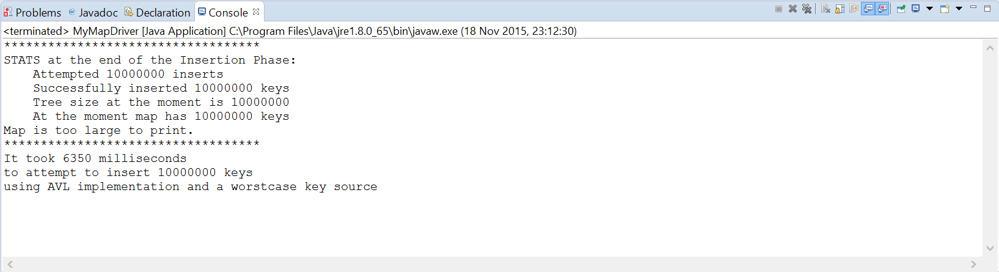 Problems @ Javadoc Declaration Console
<terminated> MyMapDriver [Java Application] C:\Program Files\Java\jre1.8.0_65\bin\javaw.exe (18 Nov 2015, 23:12:30)
***********************************
STATS at the end of the Insertion Phase:
    Attempted 10000000 inserts
    Successfully inserted 10000000 keys
    Tree size at the moment is 10000000
    At the moment map has 10000000 keys
Map is too large to print.
***********************************
It took 6350 milliseconds
to attempt to insert 10000000 keys
using AVL implementation and a worstcase key source